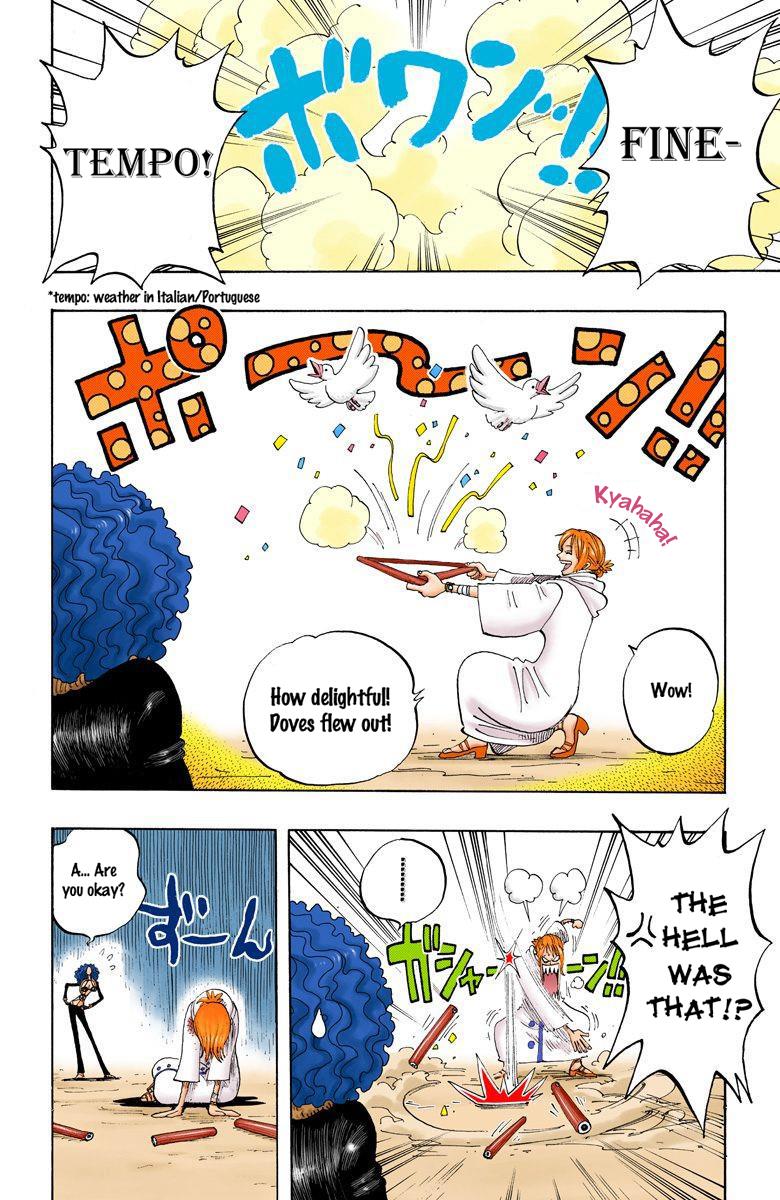 FINE-
ボワンッ!!
TEMPO!
*tempo: weather in Italian/Portuguese
ポ〜〜ン!!
Kyahaha!
Wow!
How delightful!
Doves flew out!
THE
HELL
WAS
THAT!?
ガシャーーン!!
..........
ずーん
A... Are
you okay?